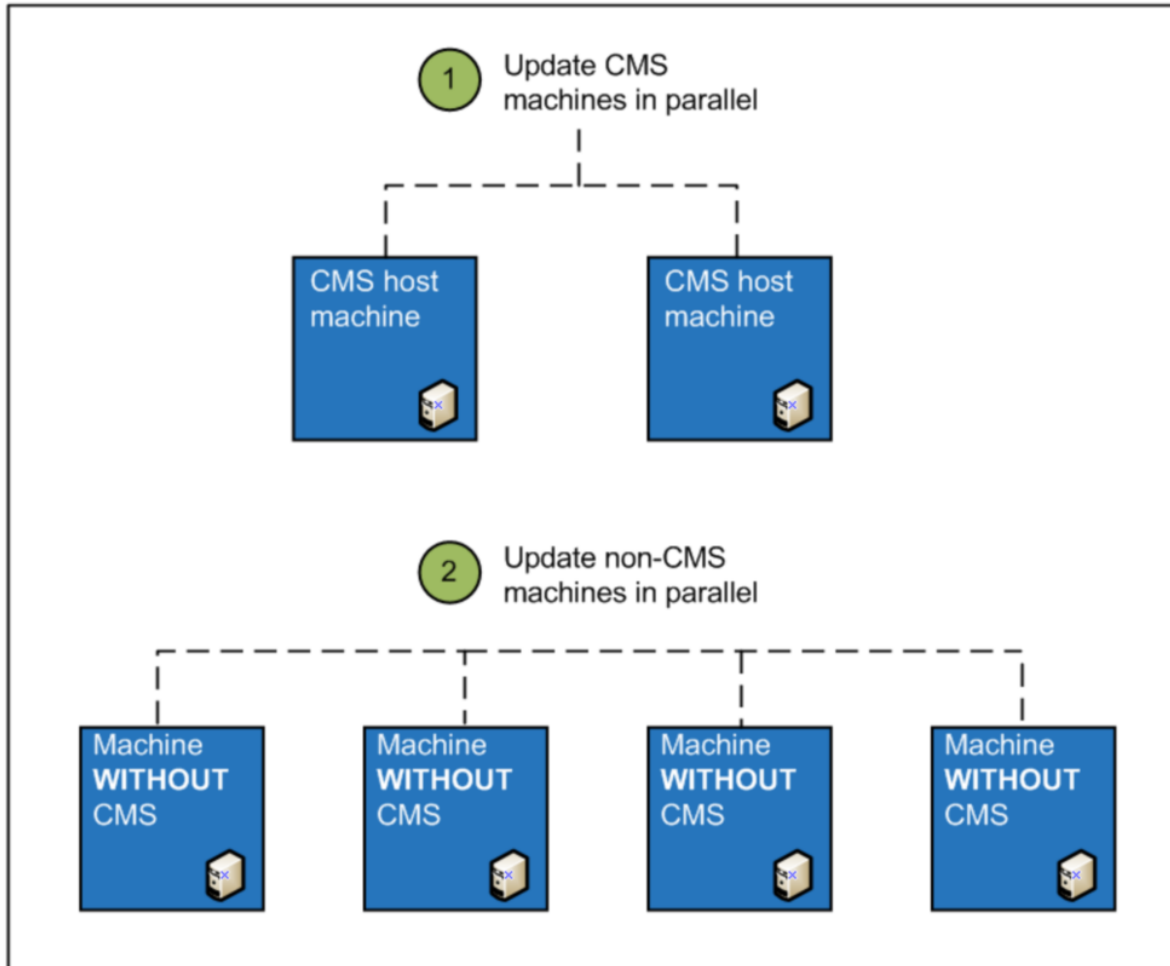 1
Update CMS
machines in parallel
CMS host
machine
CMS host
machine
2
Update non-CMS
machines in parallel
Machine
WITHOUT
CMS
Machine
WITHOUT
CMS
Machine
WITHOUT
CMS
Machine
WITHOUT
CMS